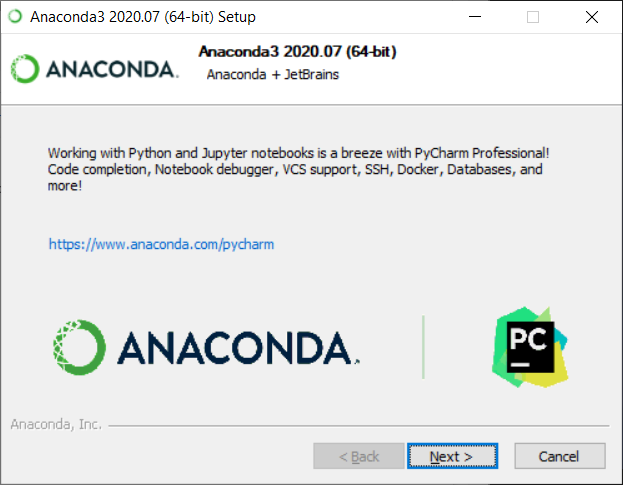 Anaconda3 2020.07 (64-bit) Setup
ANACONDA.
Anaconda3 2020.07 (64-bit)
Anaconda + JetBrains
Working with Python and Jupyter notebooks is a breeze with PyCharm Professional!
Code completion, Notebook debugger, VCS support, SSH, Docker, Databases, and
more!
https://www.anaconda.com/pycharm
ANACONDA.
PC
Anaconda, Inc.
< Back
Next >
Cancel